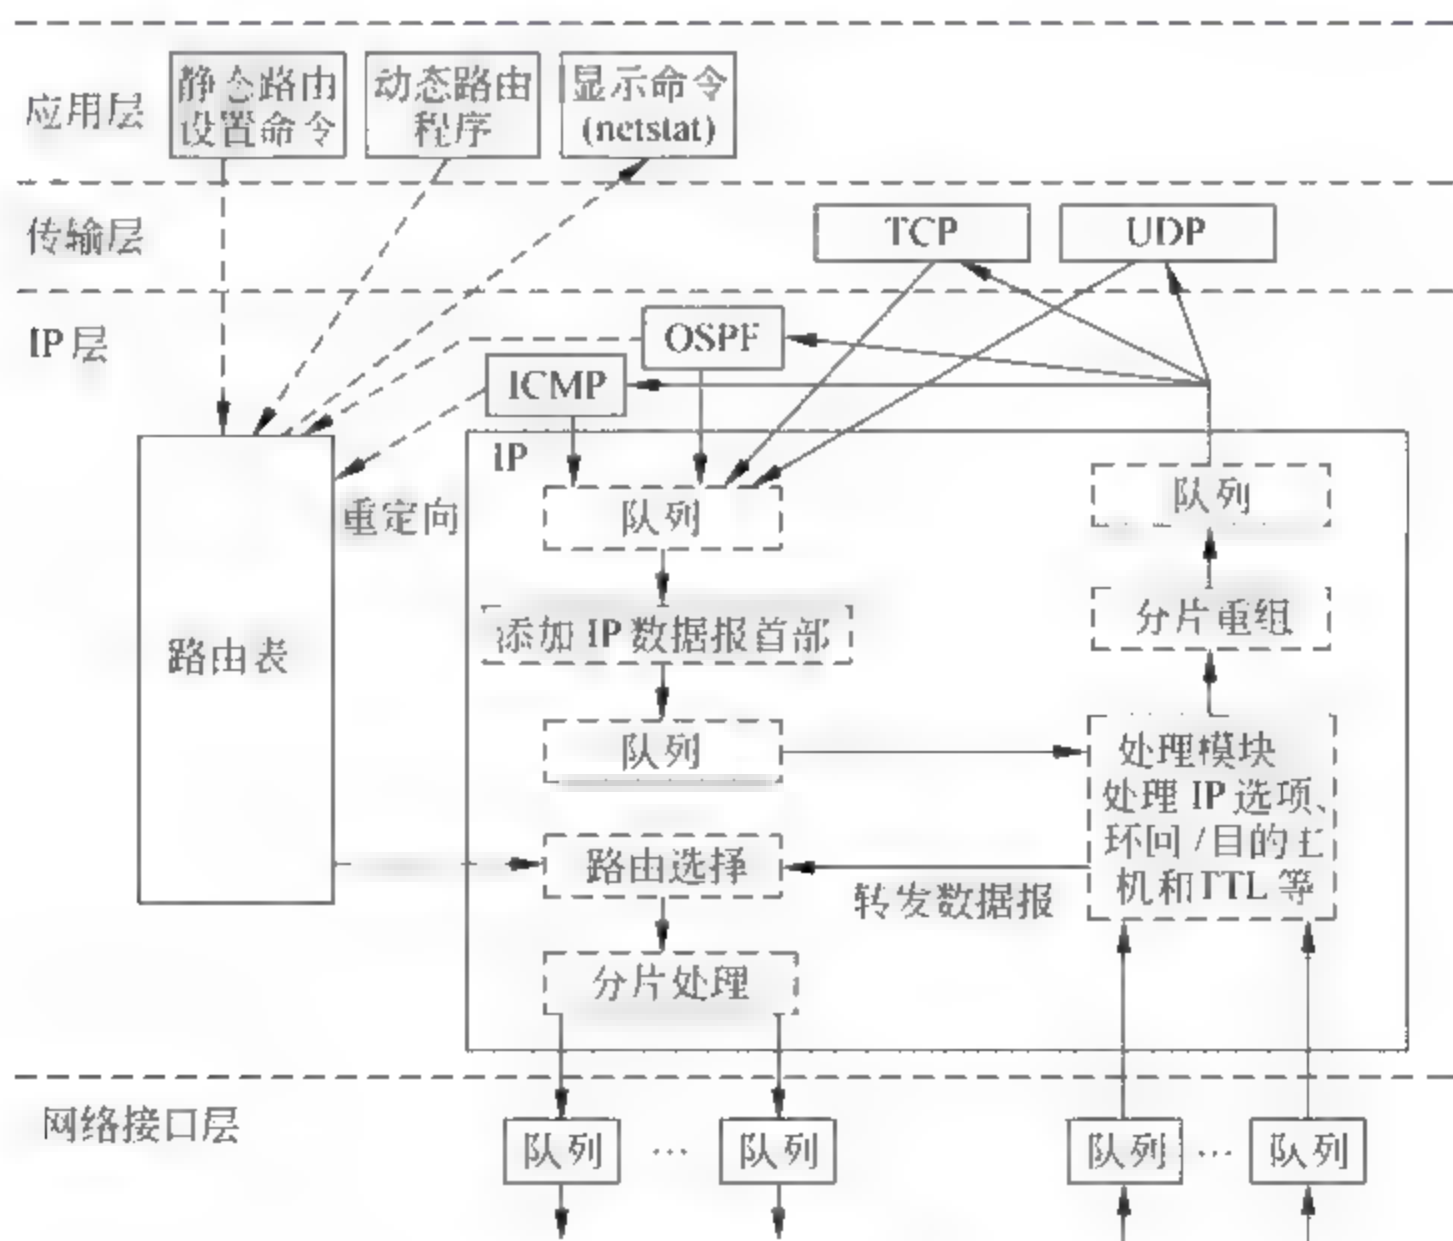 应用层
静态路由
设置命令
动态路由
程序
显示命令
(netstat)
传输层
TCP
UDP
IP层
OSPF
ICMP
IP
重定向
队列
队列
添加 IP 数据报首部
分片重组
路由表
队列
处理模块
处理 IP 选项、
环回/目的主
机和TTL 等
路由选择
转发数据报
分片处理
网络接口层
队列
…
队列
队列
…
队列